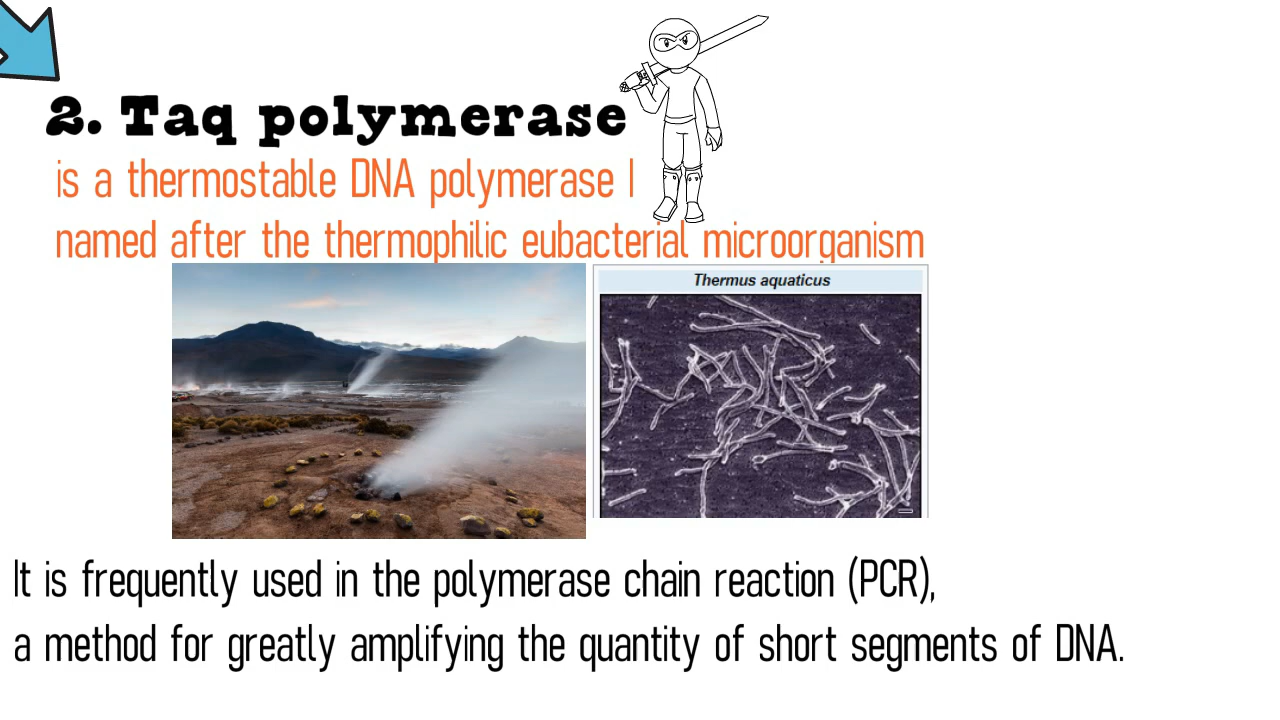 2. Taq polymerase
is a thermostable DNA polymerase I
named after the thermophilic eubacterial microorganism
Thermus aquaticus
It is frequently used in the polymerase chain reaction (PCR),
a method for greatly amplifying the quantity of short segments of DNA.